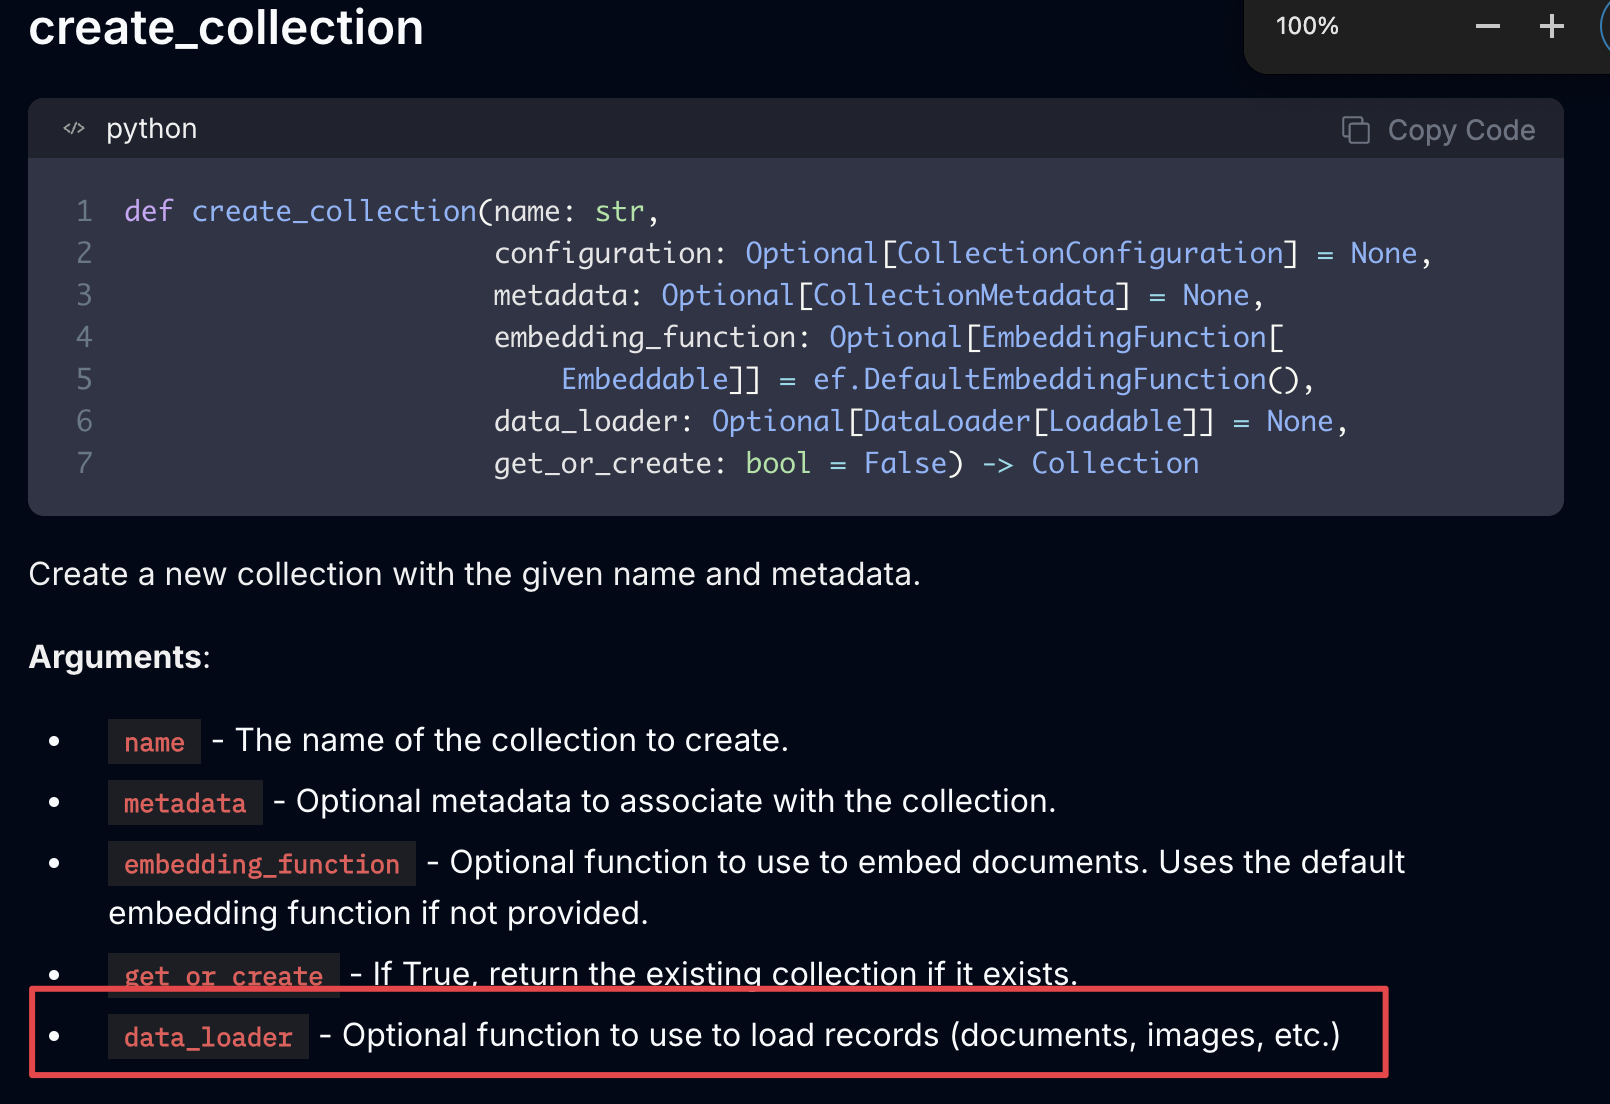 create_collection
100%
</> python
Copy Code
1 def create_collection(name: str,
2 configuration: Optional[CollectionConfiguration] = None,
3 metadata: Optional[CollectionMetadata] = None,
4 embedding_function: Optional[EmbeddingFunction[
5 Embeddable]] = ef.DefaultEmbeddingFunction(),
6 data_loader: Optional[DataLoader[Loadable]] = None,
7 get_or_create: bool = False) -> Collection
Create a new collection with the given name and metadata.
Arguments:
• name - The name of the collection to create.
• metadata - Optional metadata to associate with the collection.
• embedding_function - Optional function to use to embed documents. Uses the default
embedding function if not provided.
• get_or_create - If True, return the existing collection if it exists.
• data_loader - Optional function to use to load records (documents, images, etc.)